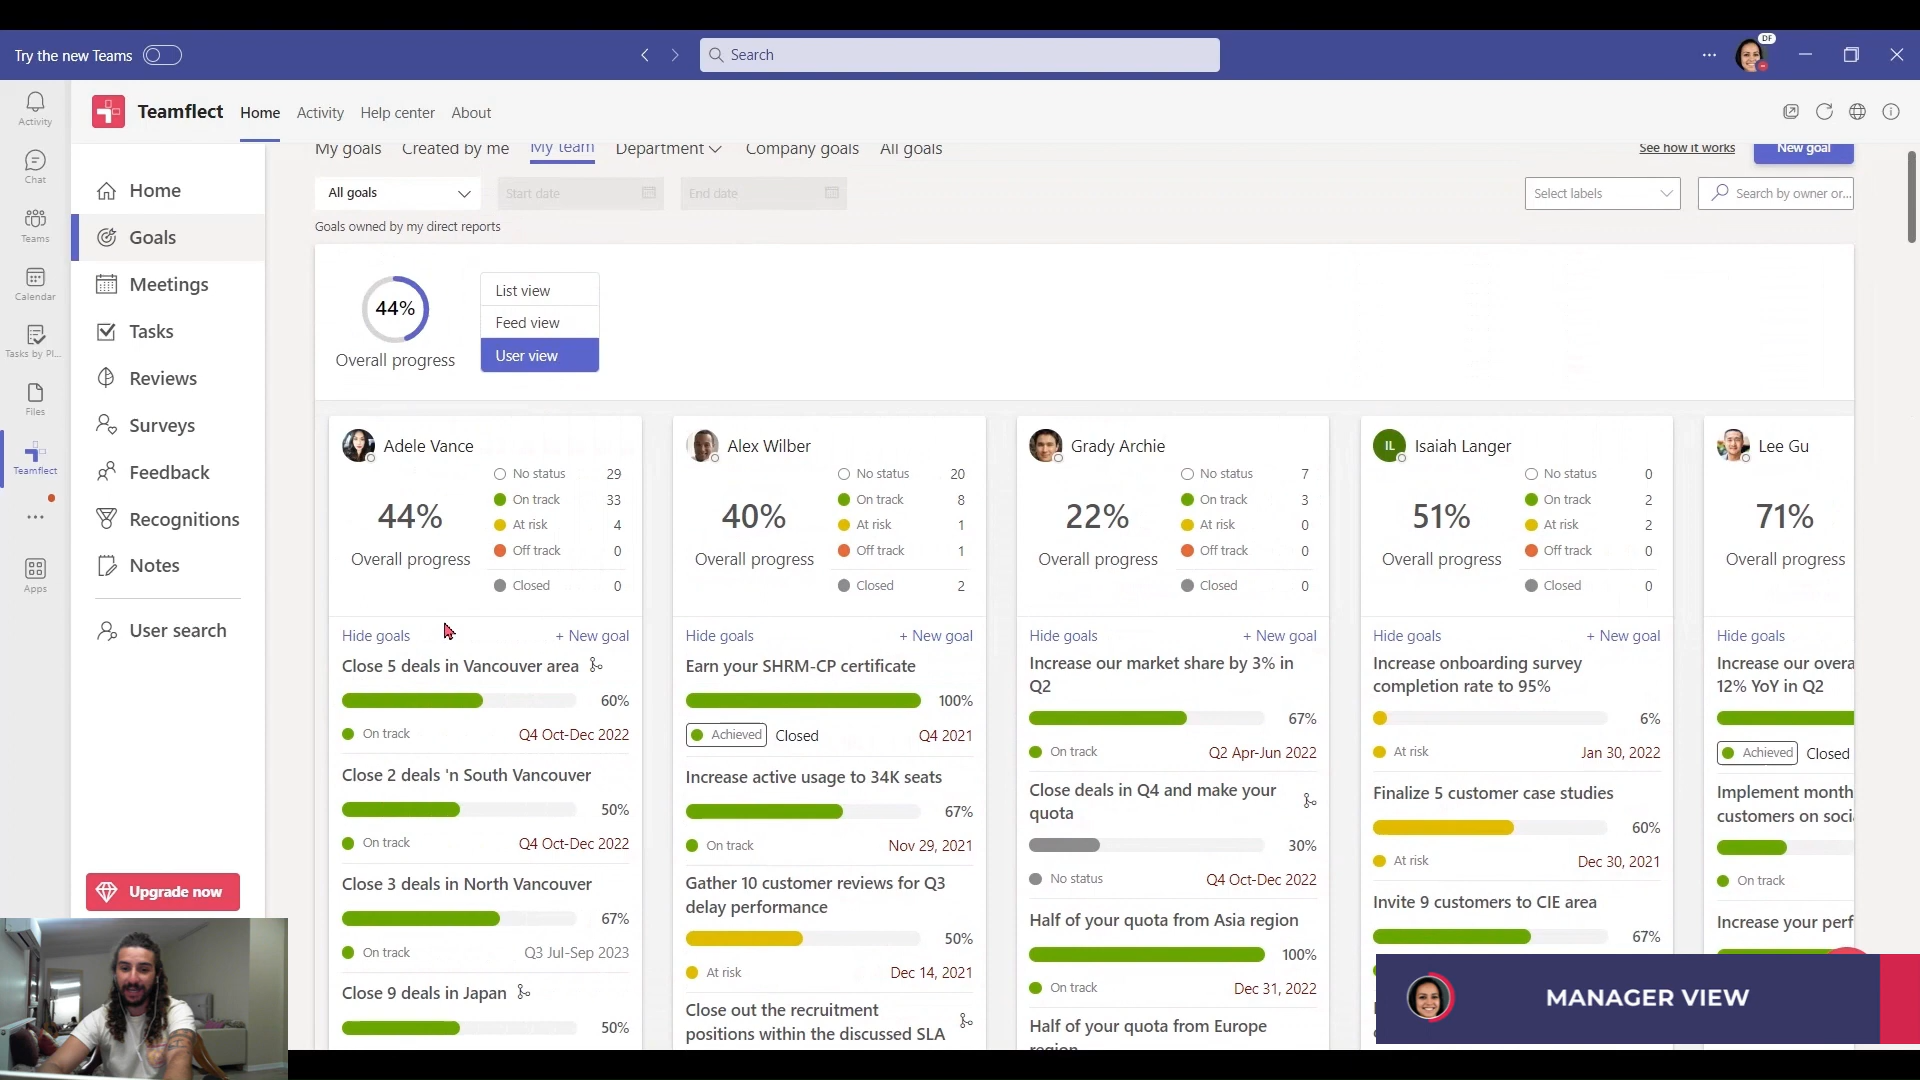 Try the new Teams
Search
DF
Activity
Chat
Teams
Calendar
Tasks by Pl...
Files
Teamflect
Apps
Teamflect
Home
Activity
Help center
About
Home
Goals
Meetings
Tasks
Reviews
Surveys
Feedback
Recognitions
Notes
User search
Upgrade now
My goals
Created by me
My team
Department
Company goals
All goals
See how it works
New goal
All goals
Start date
End date
Select labels
Search by owner or...
Goals owned by my direct reports
44%
Overall progress
List view
Feed view
User view
Adele Vance
44%
Overall progress
No status 29
On track 33
At risk 4
Off track 0
Closed 0
Hide goals + New goal
Close 5 deals in Vancouver area
60%
On track Q4 Oct-Dec 2022
Close 2 deals 'n South Vancouver
50%
On track Q4 Oct-Dec 2022
Close 3 deals in North Vancouver
67%
On track Q3 Jul-Sep 2023
Close 9 deals in Japan
50%
Alex Wilber
40%
Overall progress
No status 20
On track 8
At risk 1
Off track 1
Closed 2
Hide goals + New goal
Earn your SHRM-CP certificate
100%
Achieved Closed Q4 2021
Increase active usage to 34K seats
67%
On track Nov 29, 2021
Gather 10 customer reviews for Q3
delay performance
50%
At risk Dec 14, 2021
Close out the recruitment
positions within the discussed SLA
Grady Archie
22%
Overall progress
No status 7
On track 3
At risk 0
Off track 0
Closed 0
Hide goals + New goal
Increase our market share by 3% in
Q2
67%
On track Q2 Apr-Jun 2022
Close deals in Q4 and make your
quota
30%
No status Q4 Oct-Dec 2022
Half of your quota from Asia region
100%
On track Dec 31, 2022
Half of your quota from Europe
region
IL
Isaiah Langer
51%
Overall progress
No status 0
On track 2
At risk 2
Off track 0
Closed 0
Hide goals + New goal
Increase onboarding survey
completion rate to 95%
6%
At risk Jan 30, 2022
Finalize 5 customer case studies
60%
At risk Dec 30, 2021
Invite 9 customers to CIE area
67%
Lee Gu
71%
Overall progress
Hide goals
Increase our overa
12% YoY in Q2
Achieved Closed
Implement month
customers on soci
On track
Increase your perf
MANAGER VIEW